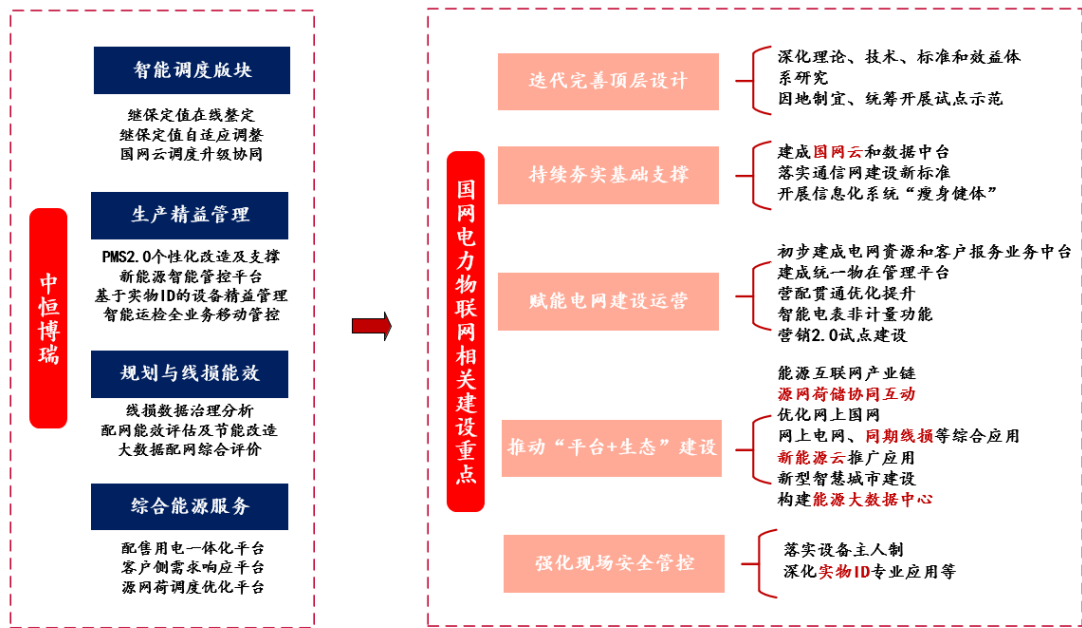 中恒博瑞
智能调度版块
继保定值在线整定
继保定值自适应调整
国网云调度升级协同
生产精益管理
PMS2.0个性化改造及支撑
新能源智能管控平台
基于实物ID的设备精益管理
智能运检全业务移动管控
规划与线损能效
线损数据治理分析
配网能效评估及节能改造
大数据配网综合评价
综合能源服务
配售用电一体化平台
客户侧需求响应平台
源网荷调度优化平台
国网电力物联网相关建设重点
迭代完善顶层设计
深化理论、技术、标准和效益体
系研究
因地制宜、统筹开展试点示范
持续夯实基础支撑
建成国网云和数据中台
落实通信网建设新标准
开展信息化系统“瘦身健体”
赋能电网建设运营
初步建成电网资源和客户报务业务中台
建成统一物在管理平台
营配贯通优化提升
智能电表非计量功能
营销2.0试点建设
推动“平台+生态”建设
能源互联网产业链
源网荷储协同互动
优化网上国网
网上电网、同期线损等综合应用
新能源云推广应用
新型智慧城市建设
构建能源大数据中心
强化现场安全管控
落实设备主人制
深化实物ID专业应用等